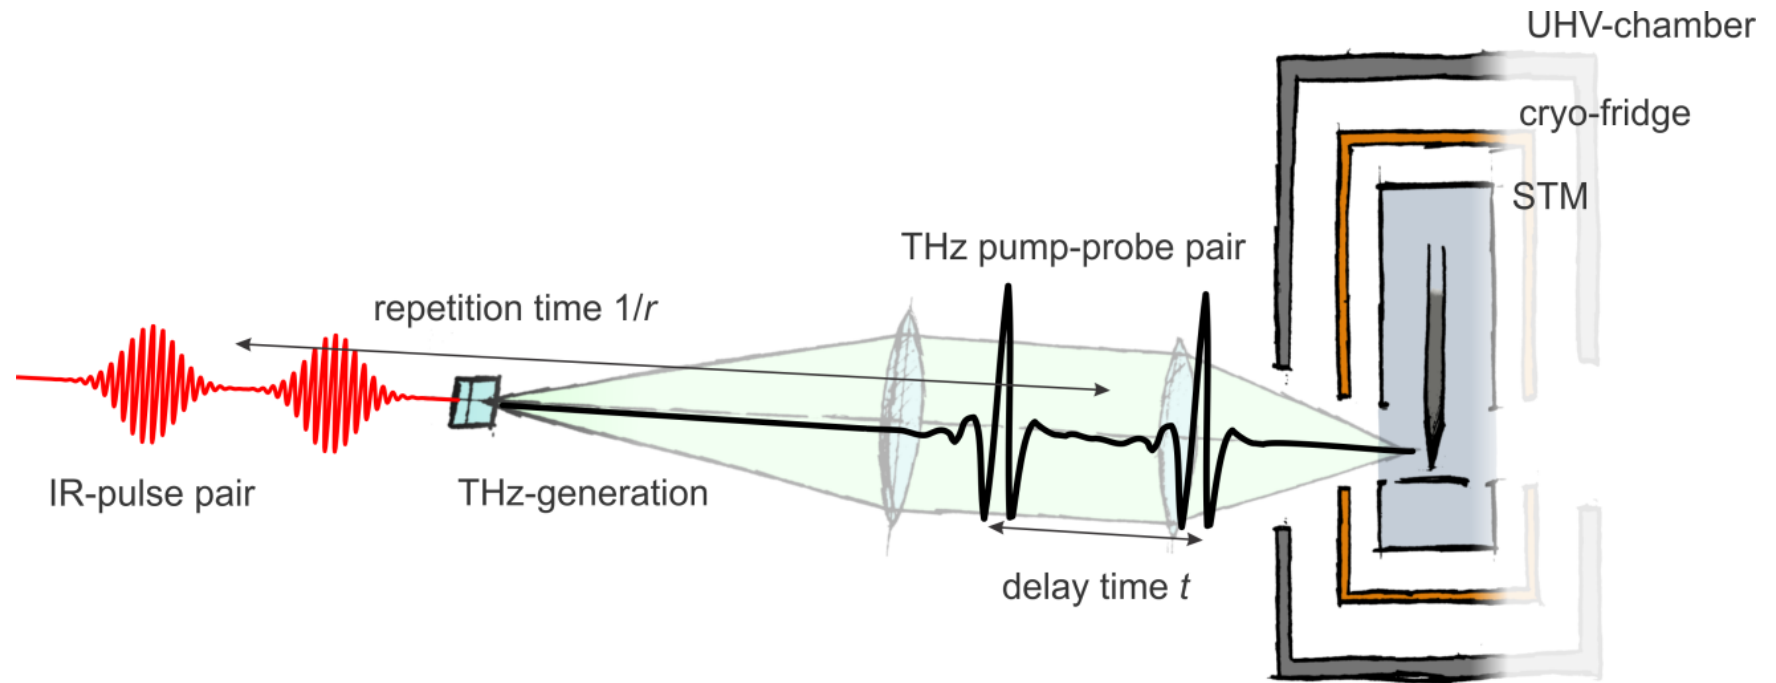 UHV-chamber
cryo-fridge
STM
THz pump-probe pair
repetition time 1/r
IR-pulse pair
THz-generation
delay time t